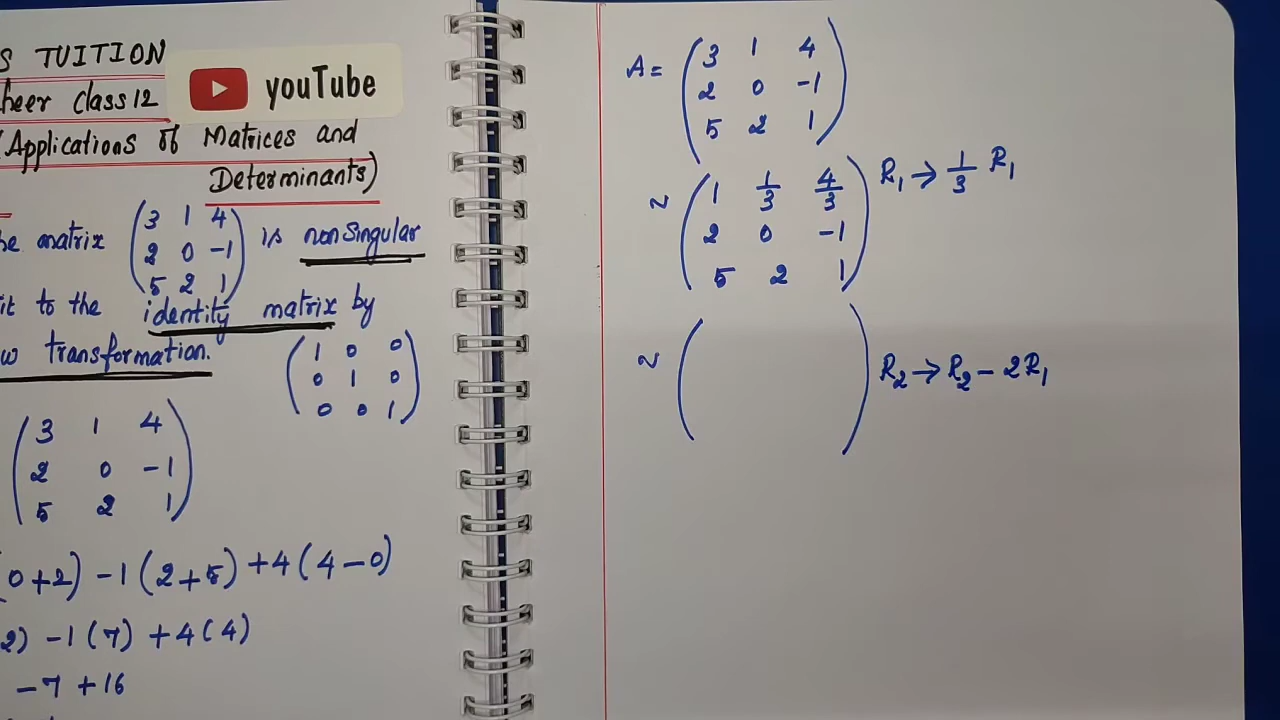 S TUITION
YouTube
heer Class 12
(Applications of Matrices and
Determinants)
he matrix (3 1 4
2 0 -1
5 2 1) is nonSingular
it to the identity matrix by
w transformation.
(1 0 0
0 1 0
0 0 1)
(3 1 4
2 0 -1
5 2 1)
(0+2) -1(2+5) +4(4-0)
2) -1(7) +4(4)
-7 +16
A= (3 1 4
2 0 -1
5 2 1)
~ (1 1/3 4/3
2 0 -1
5 2 1) R₁→1/3 R₁
~ ( ) R₂→R₂-2R₁